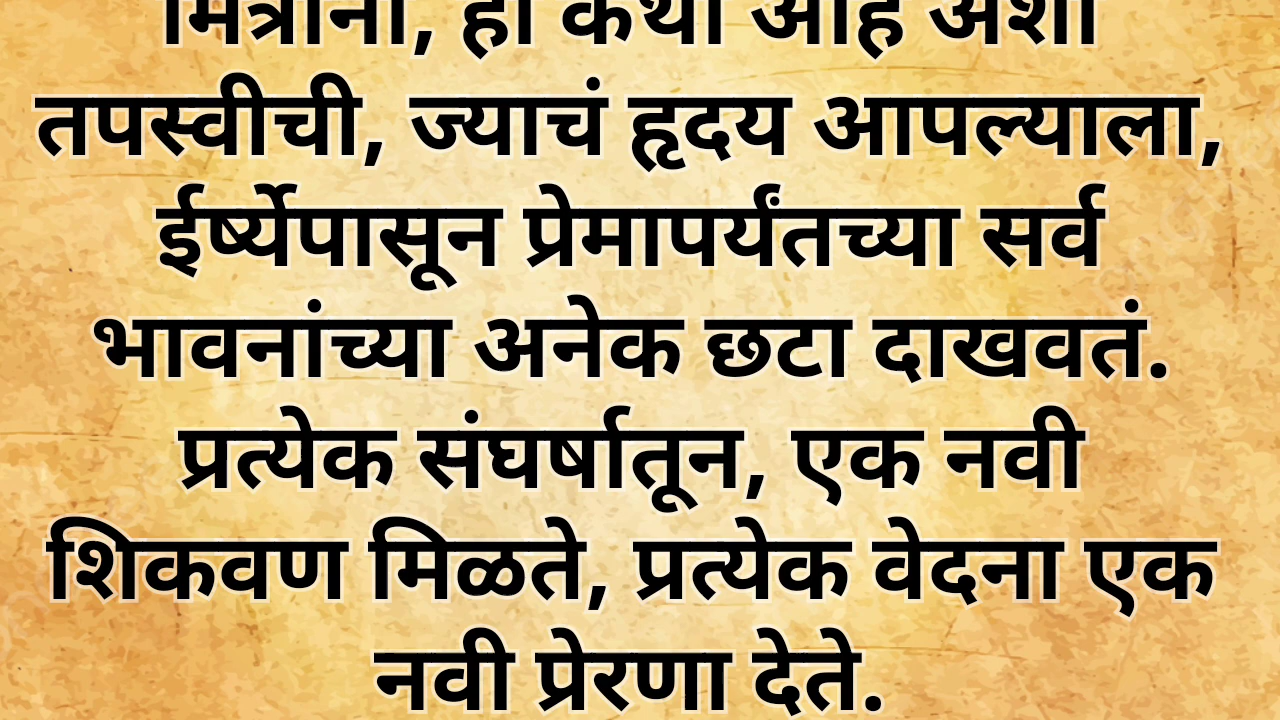 मित्रांनो, ही कथा आहे अशा
तपस्वीची, ज्याचं हृदय आपल्याला,
ईर्ष्येपासून प्रेमापर्यंतच्या सर्व
भावनांच्या अनेक छटा दाखवतं.
प्रत्येक संघर्षातून, एक नवी
शिकवण मिळते, प्रत्येक वेदना एक
नवी प्रेरणा देते.